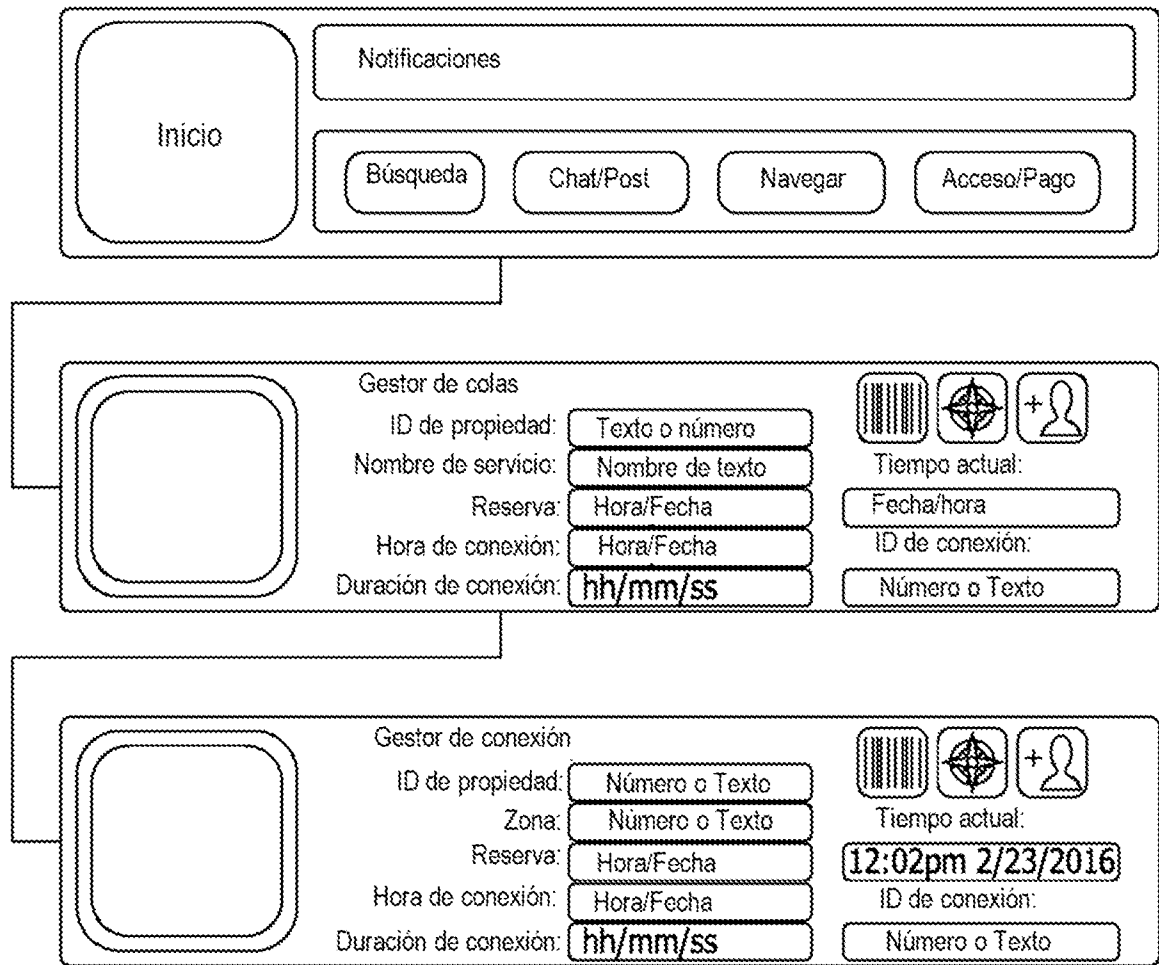 Inicio
Notificaciones
Búsqueda
Chat/Post
Navegar
Acceso/Pago
Gestor de colas
ID de propiedad: Texto o número
Nombre de servicio: Nombre de texto
Reserva: Hora/Fecha
Hora de conexión: Hora/Fecha
Duración de conexión: hh/mm/ss
+
Tiempo actual:
Fecha/hora
ID de conexión:
Número o Texto
Gestor de conexión
ID de propiedad: Número o Texto
Zona: Número o Texto
Reserva: Hora/Fecha
Hora de conexión: Hora/Fecha
Duración de conexión: hh/mm/ss
+
Tiempo actual:
12:02pm 2/23/2016
ID de conexión:
Número o Texto